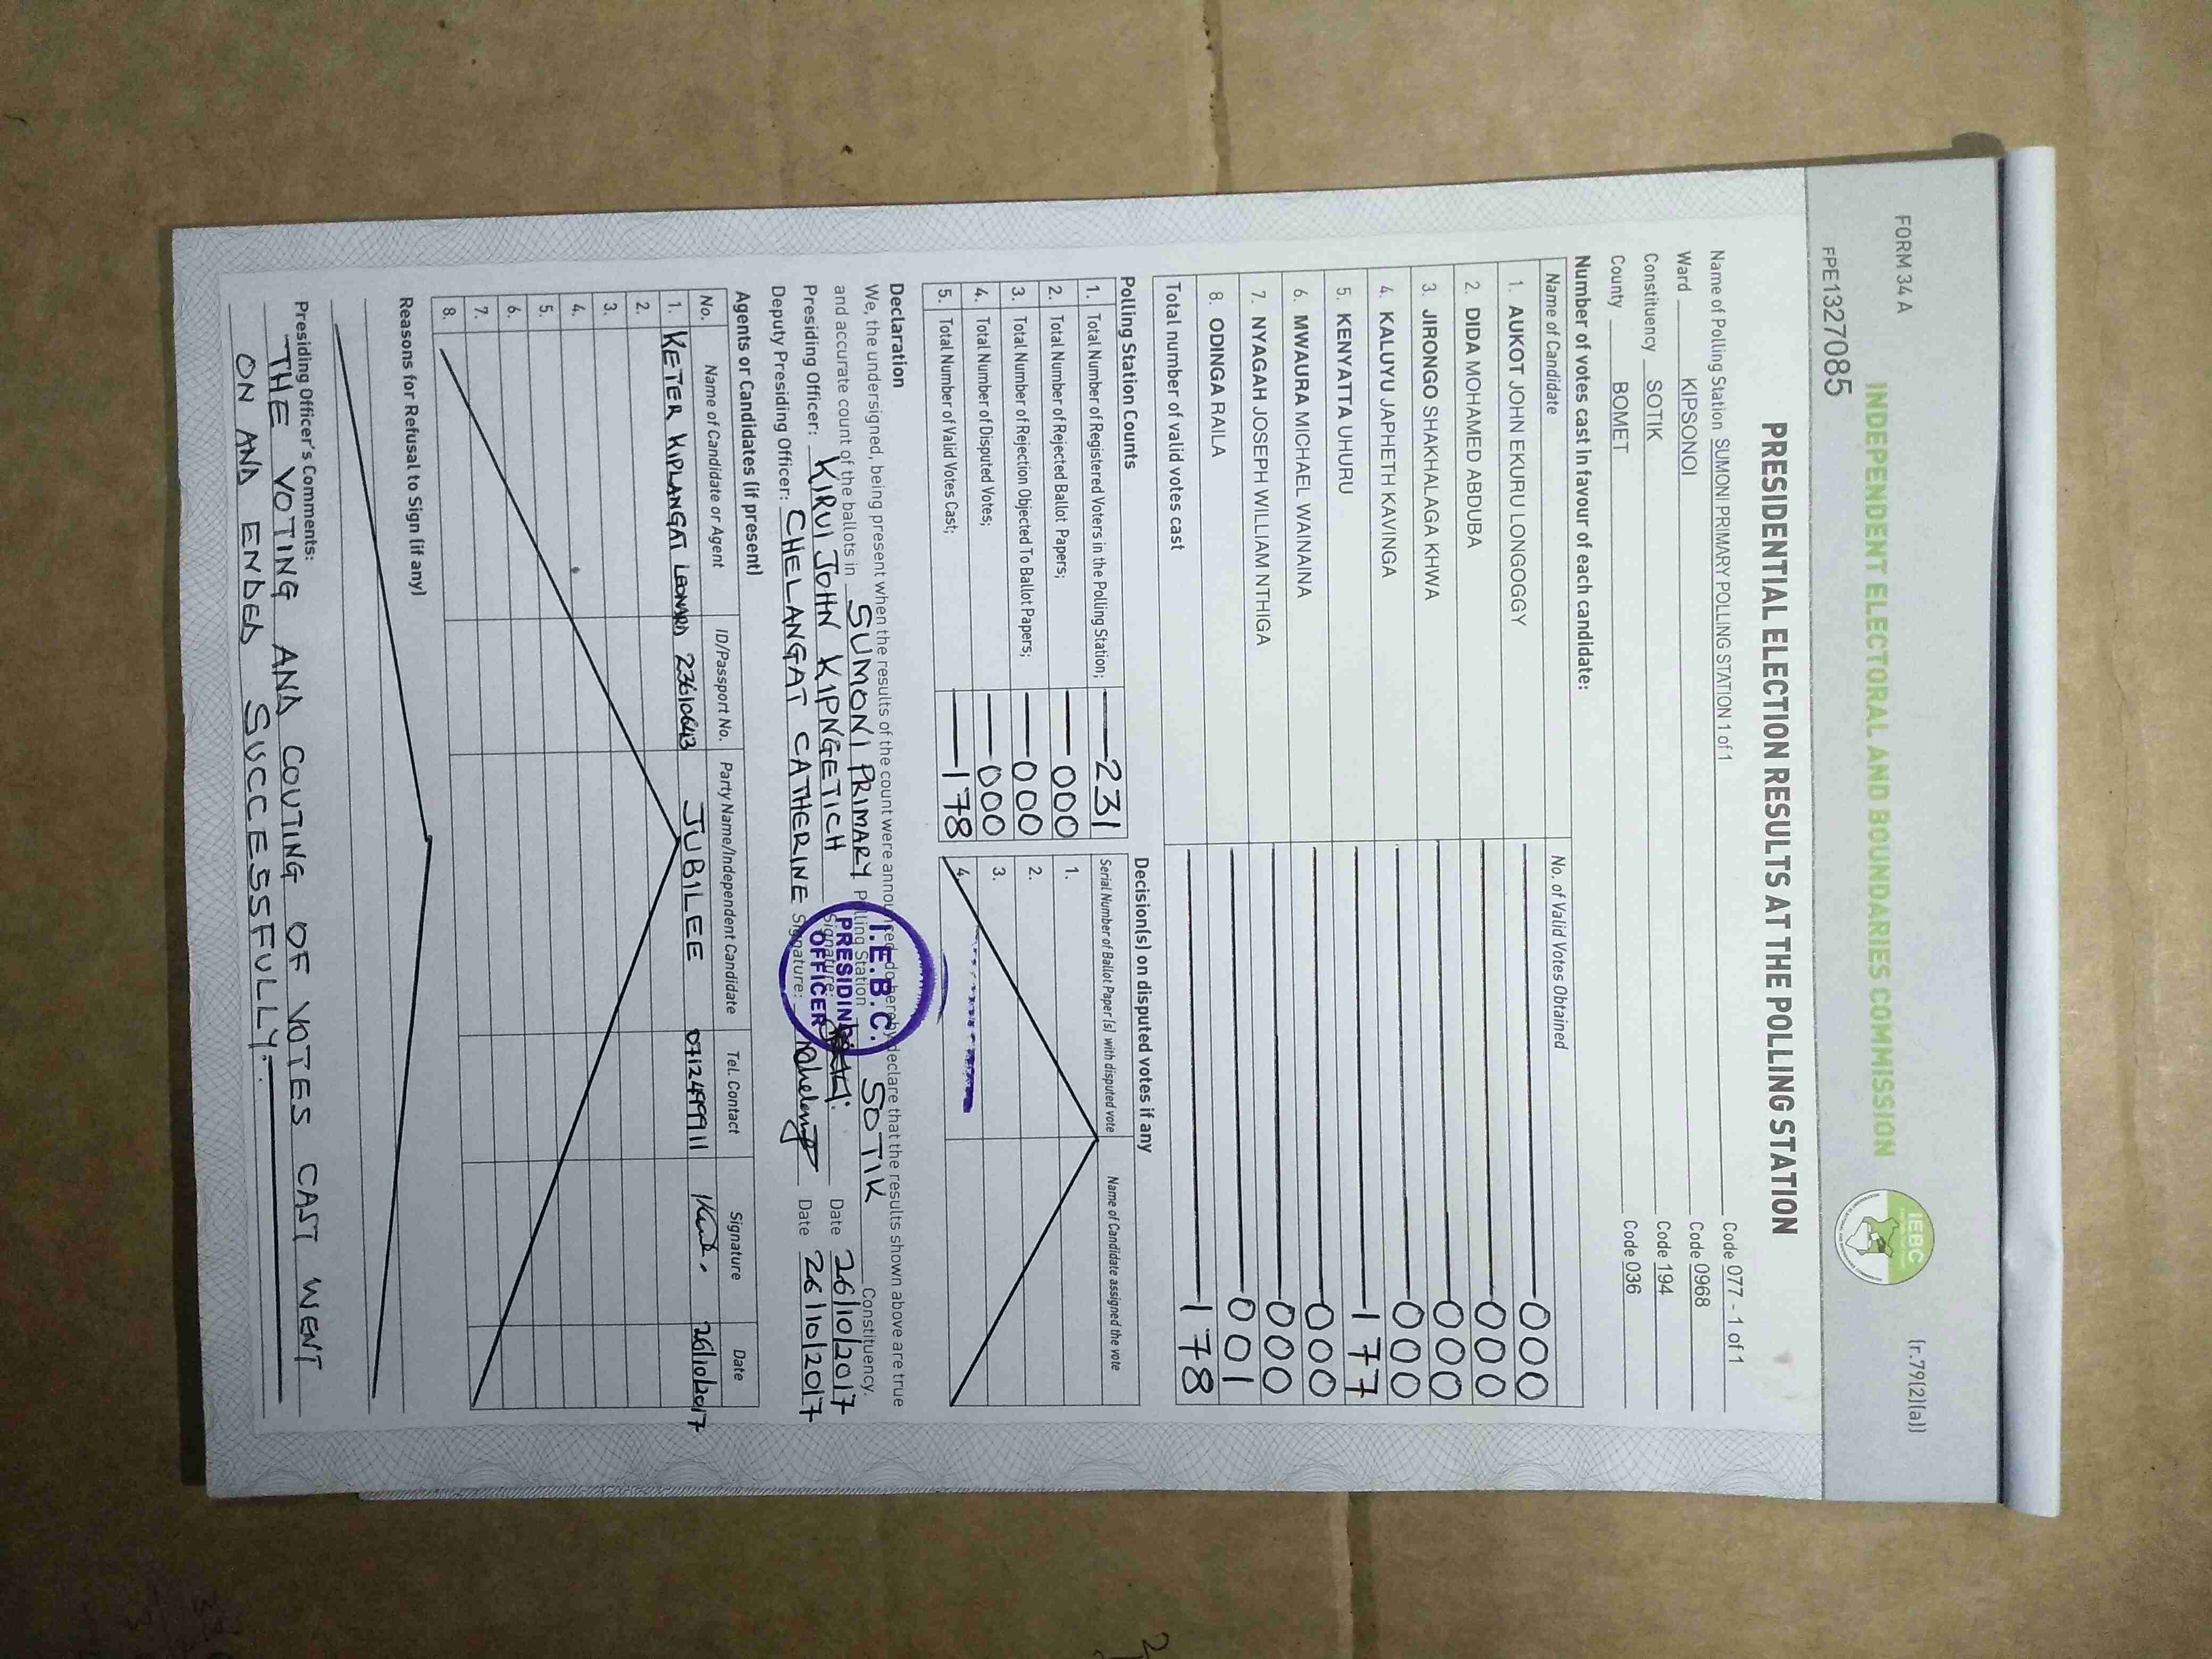 FORM 34 A
(r.79(2)(a))
INDEPENDENT ELECTORAL AND BOUNDARIES COMMISSION
IEBC
FPE1327085
PRESIDENTIAL ELECTION RESULTS AT THE POLLING STATION
Name of Polling Station SUMONI PRIMARY POLLING STATION 1 of 1 Code 077 - 1 of 1
Ward KIPSONOI Code 0968
Constituency SOTIK Code 194
County BOMET Code 036
Number of votes cast in favour of each candidate:
Name of Candidate No. of Valid Votes Obtained
1. AUKOT JOHN EKURU LONGOGGY 000
2. DIDA MOHAMED ABDUBA 000
3. JIRONGO SHAKHALAGA KHWA 000
4. KALUYU JAPHETH KAVINGA 000
5. KENYATTA UHURU 177
6. MWAURA MICHAEL WAINAINA 000
7. NYAGAH JOSEPH WILLIAM NTHIGA 000
8. ODINGA RAILA 001
Total number of valid votes cast 178
Polling Station Counts
1. Total Number of Registered Voters in the Polling Station; 231
2. Total Number of Rejected Ballot Papers; 000
3. Total Number of Rejection Objected To Ballot Papers; 000
4. Total Number of Disputed Votes; 000
5. Total Number of Valid Votes Cast; 178
Decision(s) on disputed votes if any
Serial Number of Ballot Paper(s) with disputed vote Name of Candidate assigned the vote
1.
2.
3.
4.
Declaration
We, the undersigned, being present when the results of the count were announced, do hereby declare that the results shown above are true
and accurate count of the ballots in SUMONI PRIMARY Polling Station SOTIK Constituency.
Presiding Officer: KIRUI JOHN KIPNGETICH Signature: Date 26/10/2017
Deputy Presiding Officer: CHELANGAT CATHERINE Signature: Date 26/10/2017
I.E.B.C.
PRESIDING
OFFICER
Agents or Candidates (if present)
No. Name of Candidate or Agent ID/Passport No. Party Name/Independent Candidate Tel. Contact Signature Date
1. KETER KIPLANGAT LEONARD 23610643 JUBILEE 0712499911 26/10/2017
2.
3.
4.
5.
6.
7.
8.
Reasons for Refusal to Sign (if any)
Presiding Officer's Comments:
THE VOTING AND COUTING OF VOTES CAST WENT
ON AND ENDED SUCCESSFULLY.